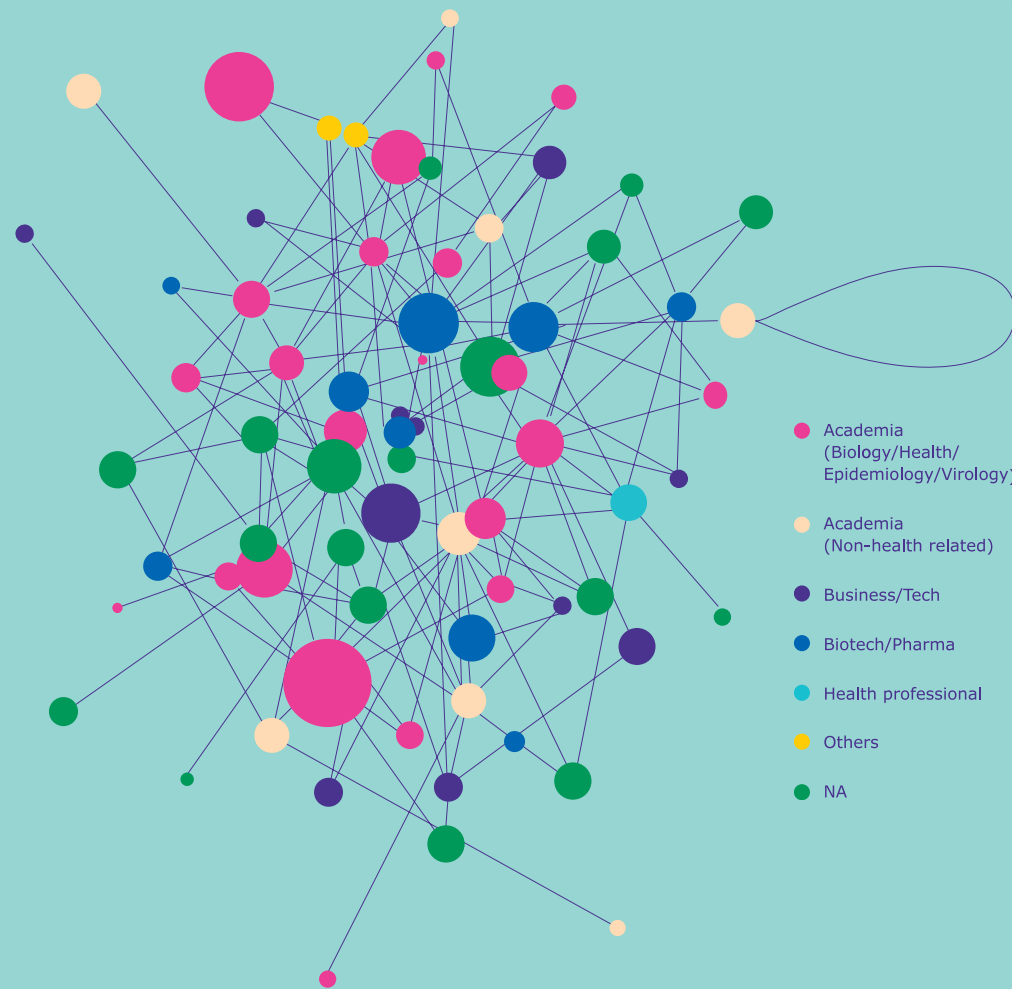 Academia
(Biology/Health/
Epidemiology/Virology)
Academia
(Non-health related)
Business/Tech
Biotech/Pharma
Health professional
Others
NA